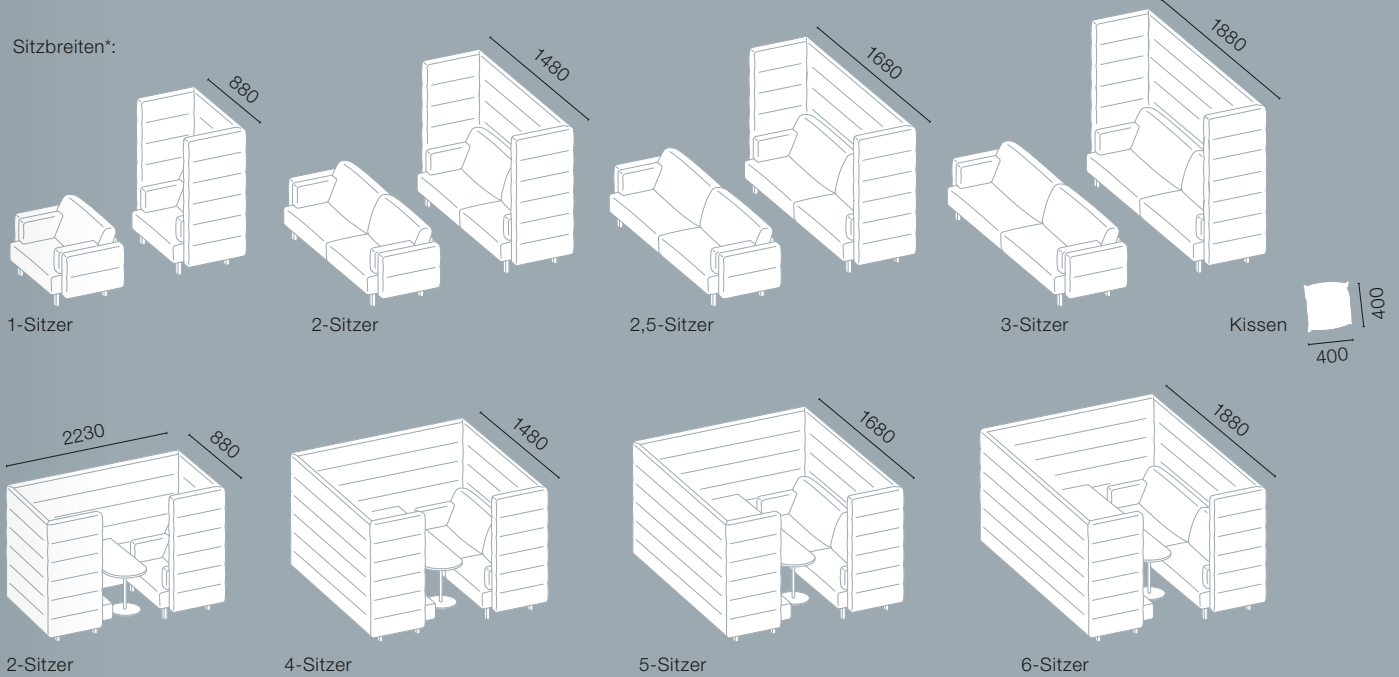 Sitzbreiten*:
880
1480
1680
1880
1-Sitzer
2-Sitzer
2,5-Sitzer
3-Sitzer
Kissen
400
400
2230
880
1480
1680
1880
2-Sitzer
4-Sitzer
5-Sitzer
6-Sitzer